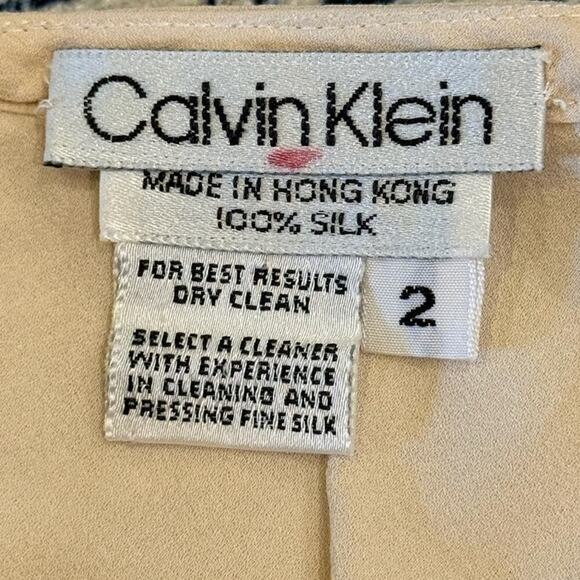 Calvin Klein
MADE IN HONG KONG
100% SILK
FOR BEST RESULTS
DRY CLEAN
SELECT A CLEANER
WITH EXPERIENCE
IN CLEANING AND
PRESSING FINE SILK
2